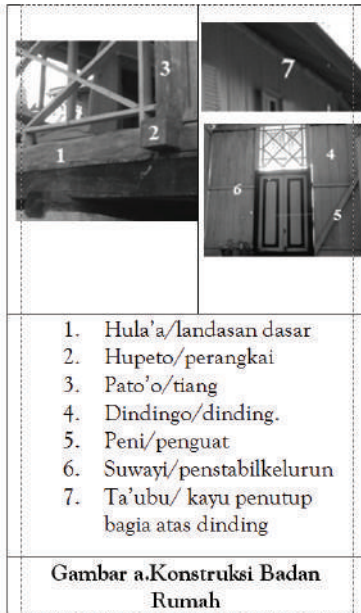 3
1
2
7
4
6
5
1. Hula'a/landasan dasar
2. Hupeto/perangkai
3. Pato'o/tiang
4. Dindingo/dinding.
5. Peni/penguat
6. Suwayi/penstabilkelurun
7. Ta'ubu/ kayu penutup
bagia atas dinding
Gambar a.Konstruksi Badan
Rumah